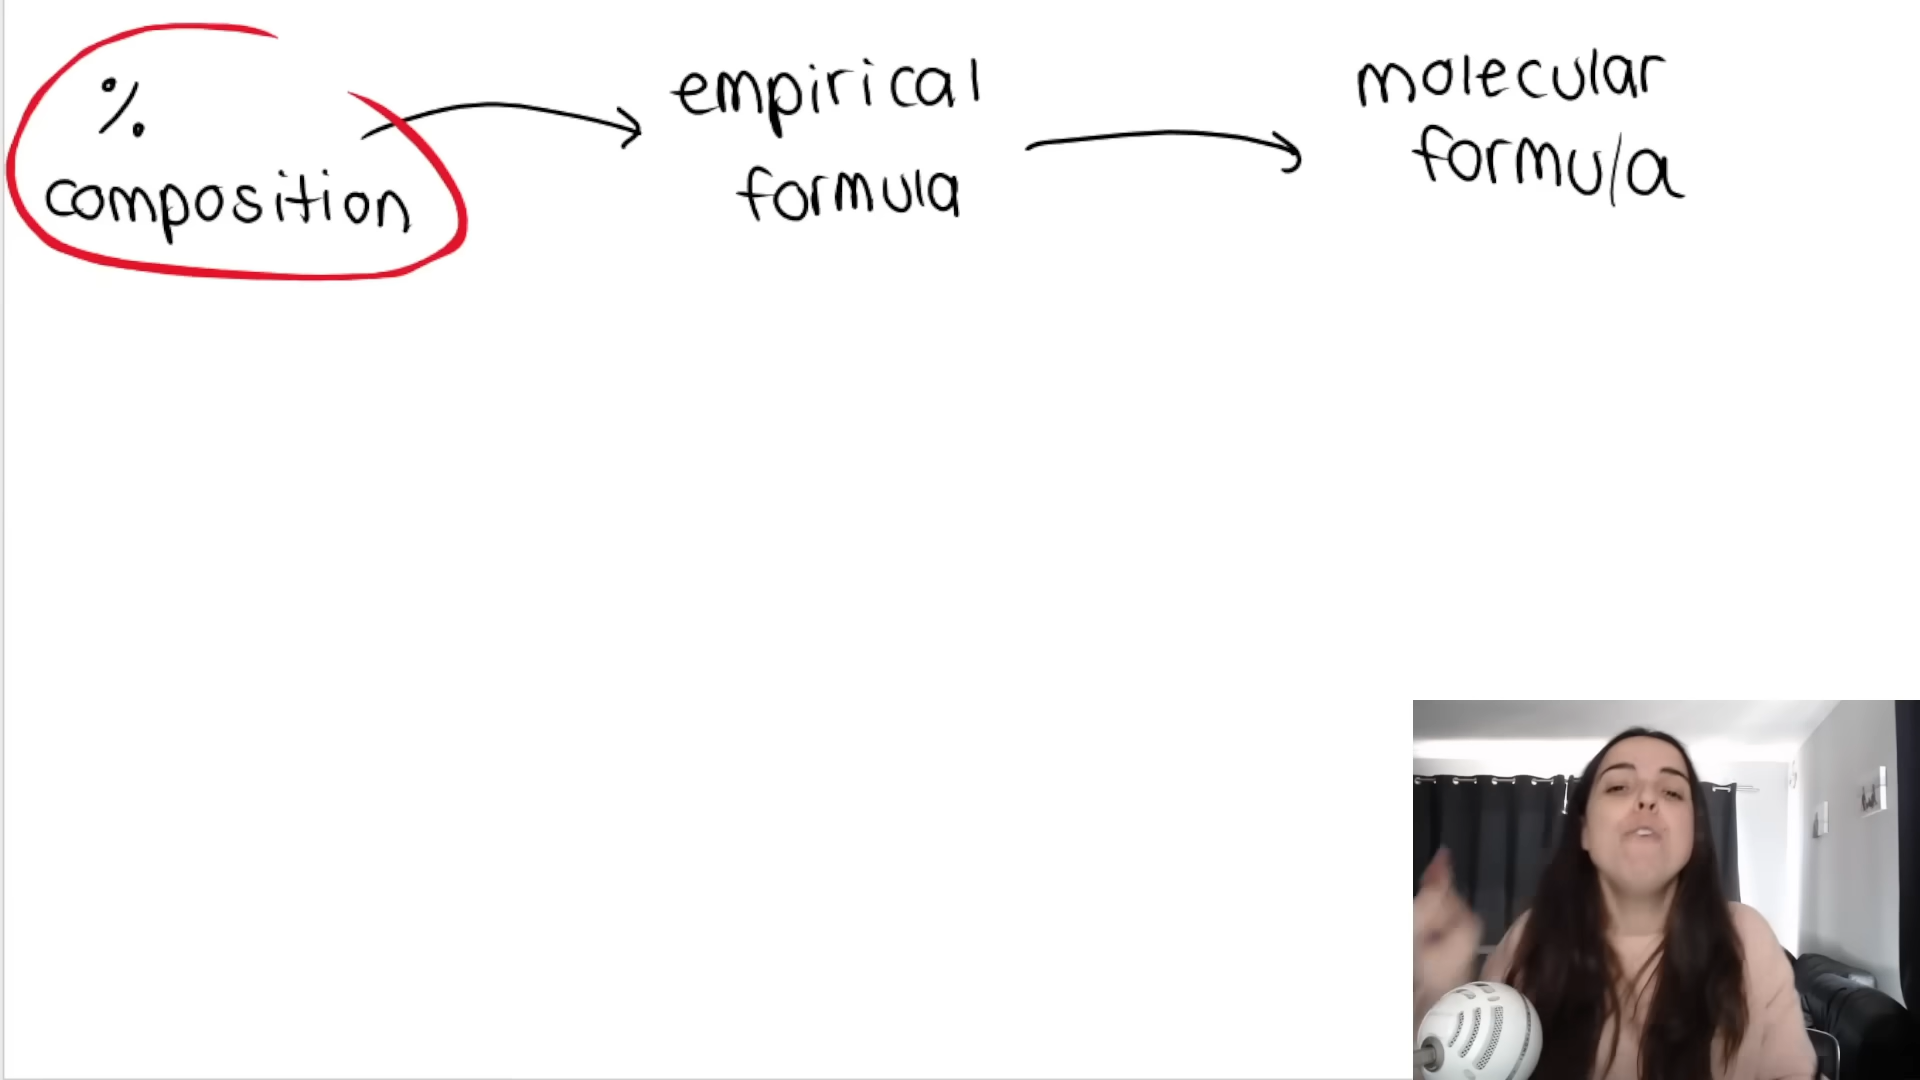 %
composition
empirical
formula
molecular
formula